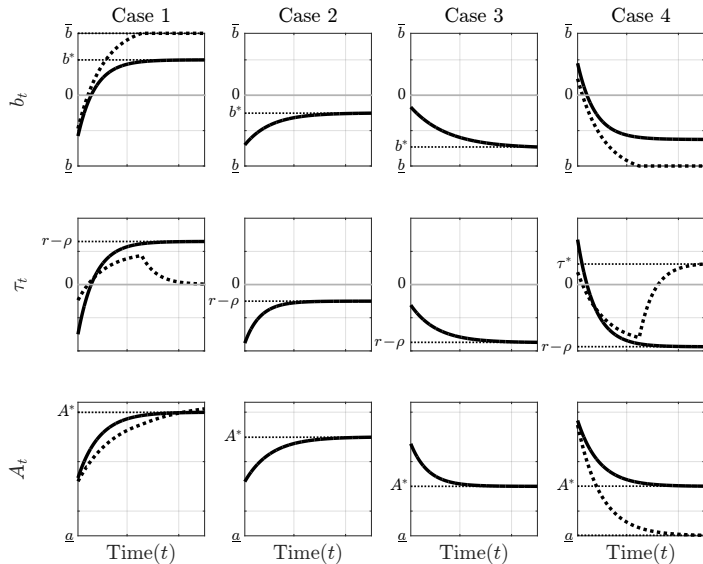 Case 1 Case 2 Case 3 Case 4
b̅ b̅ b̅ b̅
b*
0 0 0 0
b*
b*
b̲ b̲ b̲ b̲
b_t
r−ρ
τ*
0 0 0
r−ρ
r−ρ r−ρ
τ_t
A*
A*
A* A*
a̲ a̲ a̲ a̲
A_t
Time(t) Time(t) Time(t) Time(t)